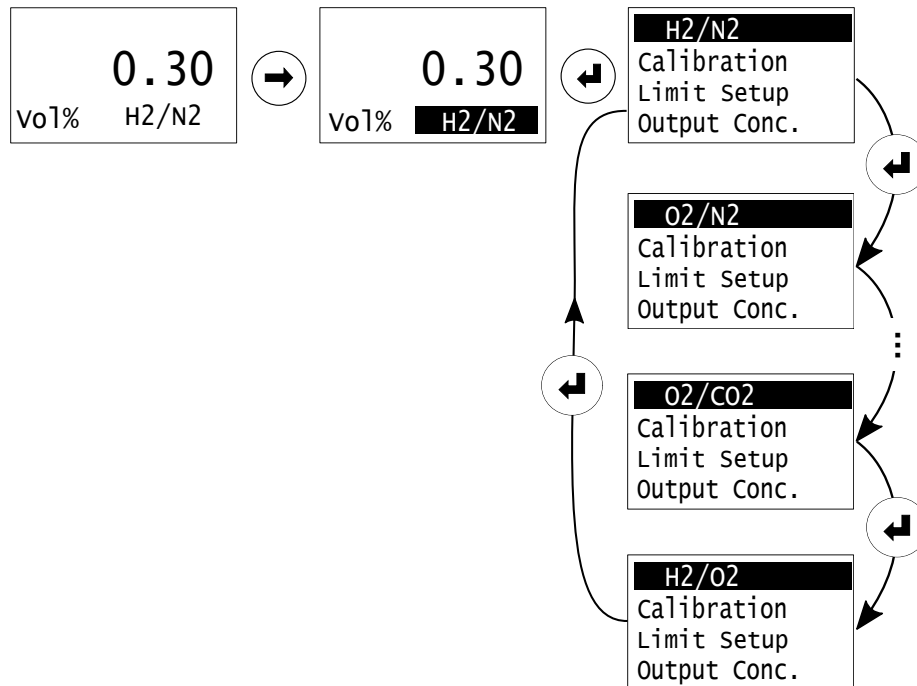 0.30
Vol% H2/N2
0.30
Vol% H2/N2
H2/N2
Calibration
Limit Setup
Output Conc.
O2/N2
Calibration
Limit Setup
Output Conc.
...
O2/CO2
Calibration
Limit Setup
Output Conc.
H2/O2
Calibration
Limit Setup
Output Conc.